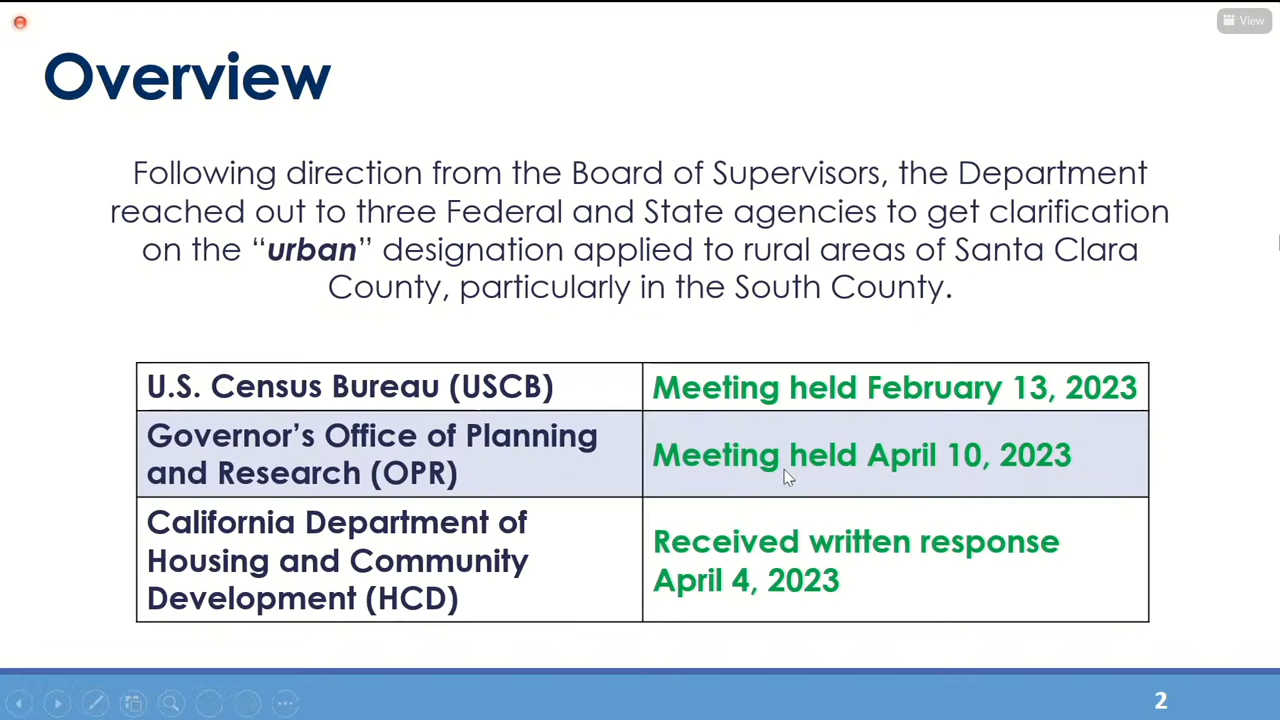 View
Overview
Following direction from the Board of Supervisors, the Department
reached out to three Federal and State agencies to get clarification
on the “urban” designation applied to rural areas of Santa Clara
County, particularly in the South County.
U.S. Census Bureau (USCB)
Meeting held February 13, 2023
Governor’s Office of Planning
and Research (OPR)
Meeting held April 10, 2023
California Department of
Housing and Community
Development (HCD)
Received written response
April 4, 2023
2